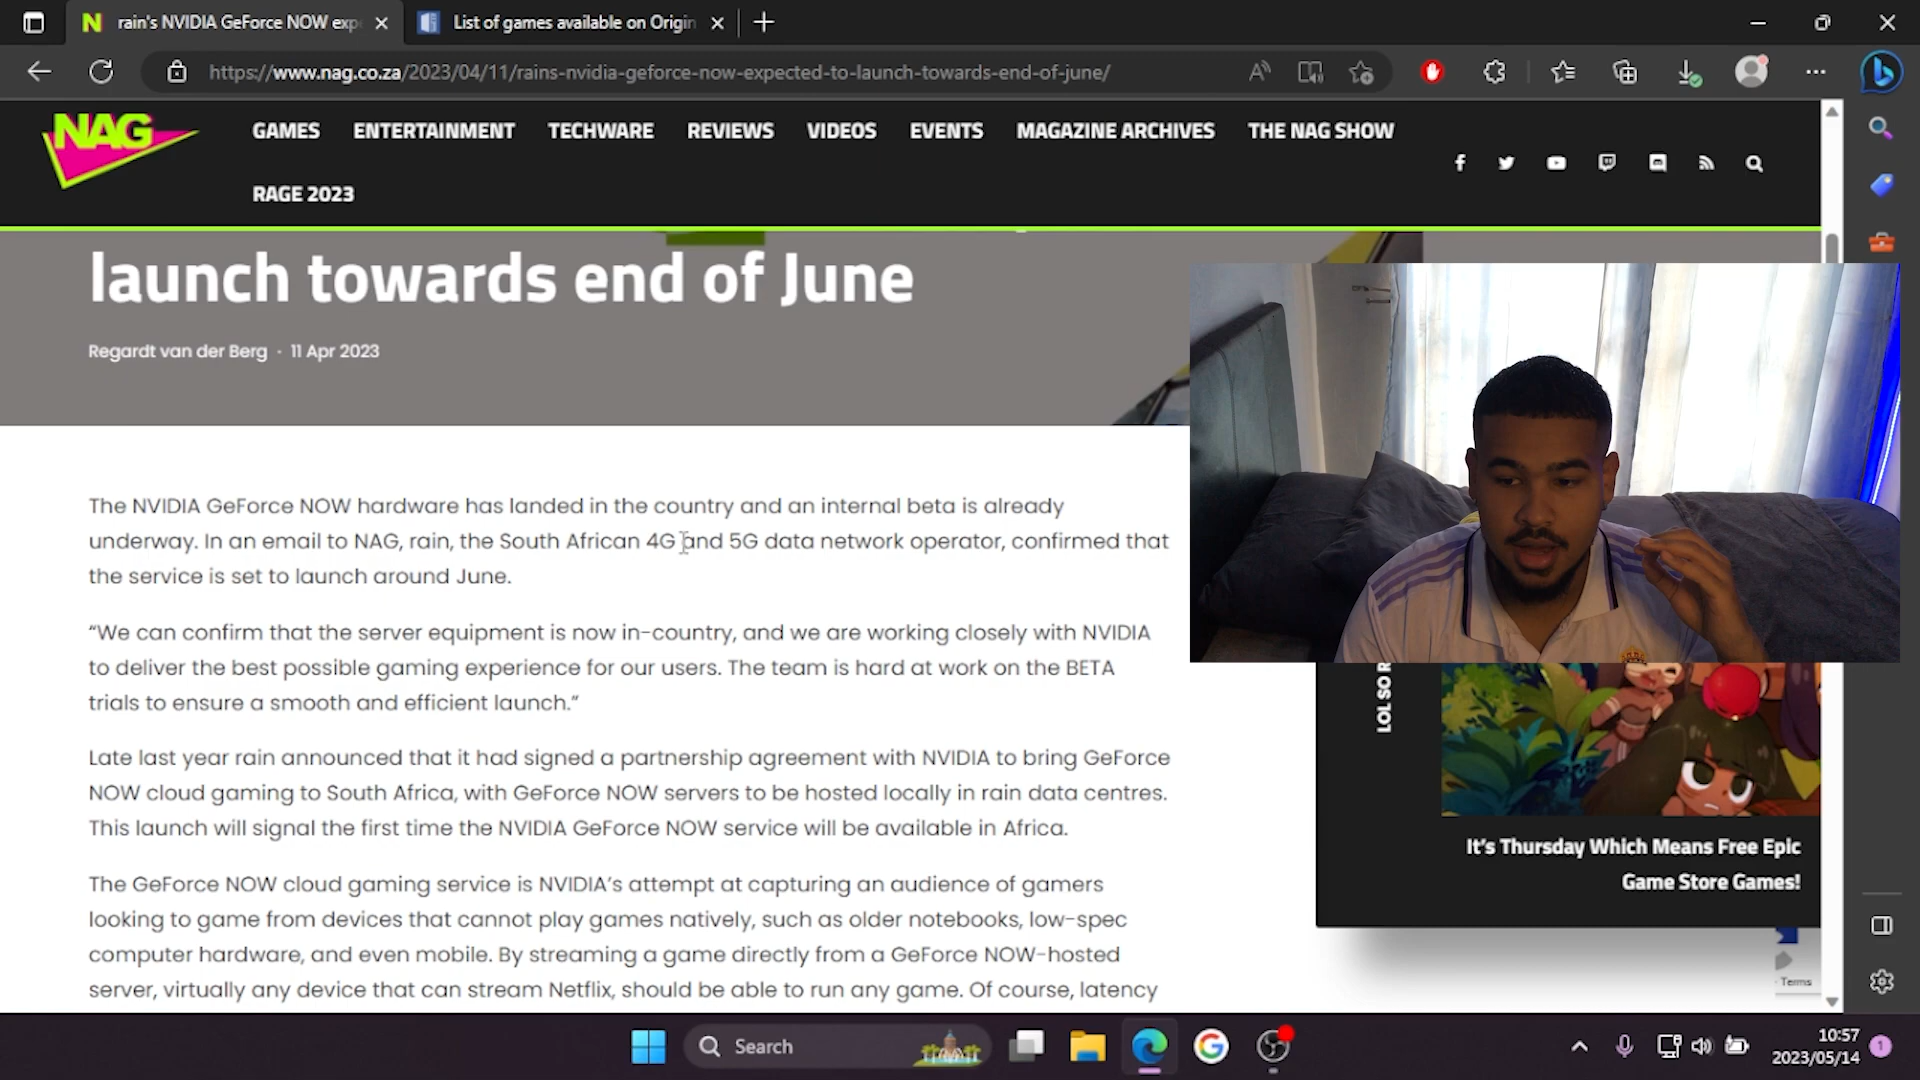 rain's NVIDIA GeForce NOW exp
List of games available on Origin
https://www.nag.co.za/2023/04/11/rains-nvidia-geforce-now-expected-to-launch-towards-end-of-june/
NAG
GAMES ENTERTAINMENT TECHWARE REVIEWS VIDEOS EVENTS MAGAZINE ARCHIVES THE NAG SHOW
RAGE 2023
launch towards end of June
Regardt van der Berg · 11 Apr 2023
The NVIDIA GeForce NOW hardware has landed in the country and an internal beta is already
underway. In an email to NAG, rain, the South African 4G and 5G data network operator, confirmed that
the service is set to launch around June.
“We can confirm that the server equipment is now in-country, and we are working closely with NVIDIA
to deliver the best possible gaming experience for our users. The team is hard at work on the BETA
trials to ensure a smooth and efficient launch.”
Late last year rain announced that it had signed a partnership agreement with NVIDIA to bring GeForce
NOW cloud gaming to South Africa, with GeForce NOW servers to be hosted locally in rain data centres.
This launch will signal the first time the NVIDIA GeForce NOW service will be available in Africa.
The GeForce NOW cloud gaming service is NVIDIA’s attempt at capturing an audience of gamers
looking to game from devices that cannot play games natively, such as older notebooks, low-spec
computer hardware, and even mobile. By streaming a game directly from a GeForce NOW-hosted
server, virtually any device that can stream Netflix, should be able to run any game. Of course, latency
LOL SO R
It's Thursday Which Means Free Epic
Game Store Games!
Terms
Search
10:57
2023/05/14
1